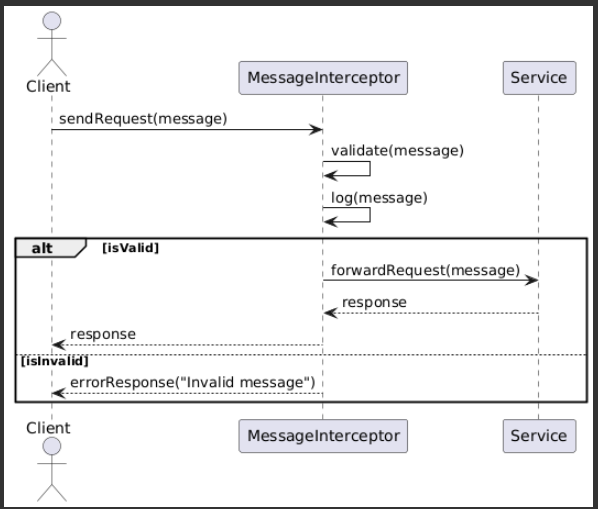 Client
MessageInterceptor
Service
sendRequest(message)
validate(message)
log(message)
alt
[isValid]
forwardRequest(message)
response
response
[isInvalid]
errorResponse("Invalid message")
Client
MessageInterceptor
Service